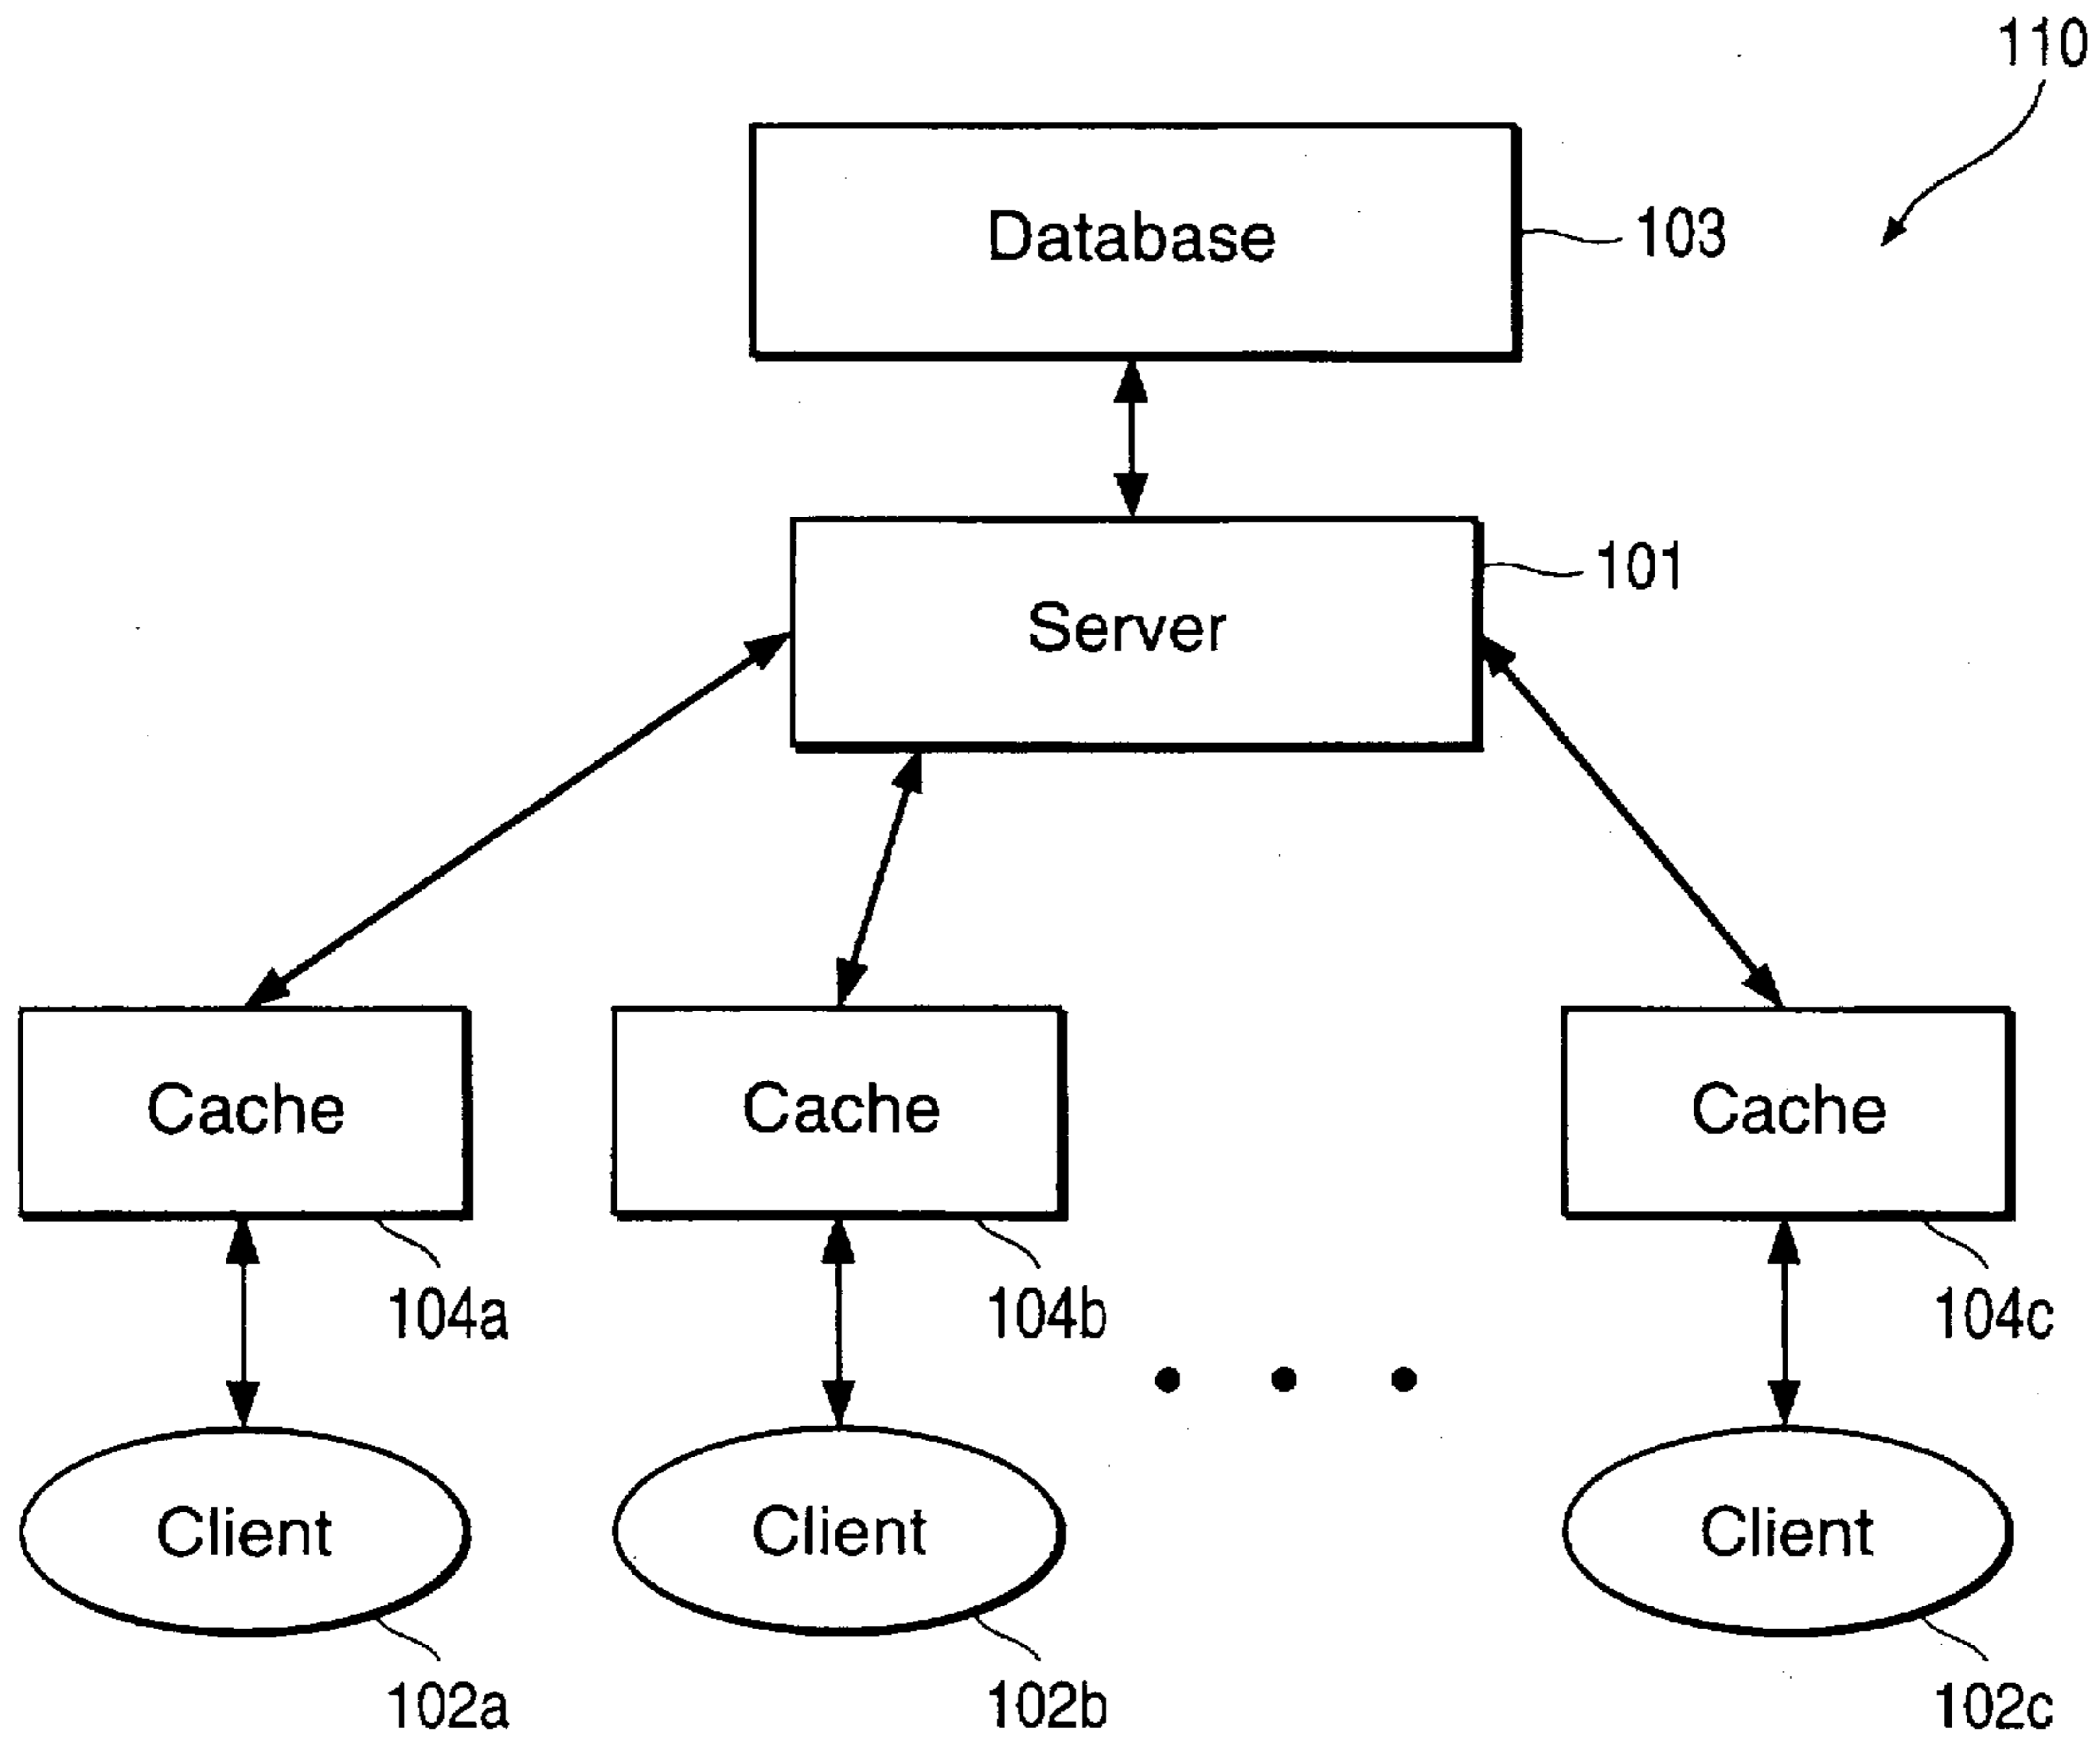 110
Database
103
Server
101
Cache
Cache
Cache
104a
104b
104c
Client
Client
Client
102a
102b
102c